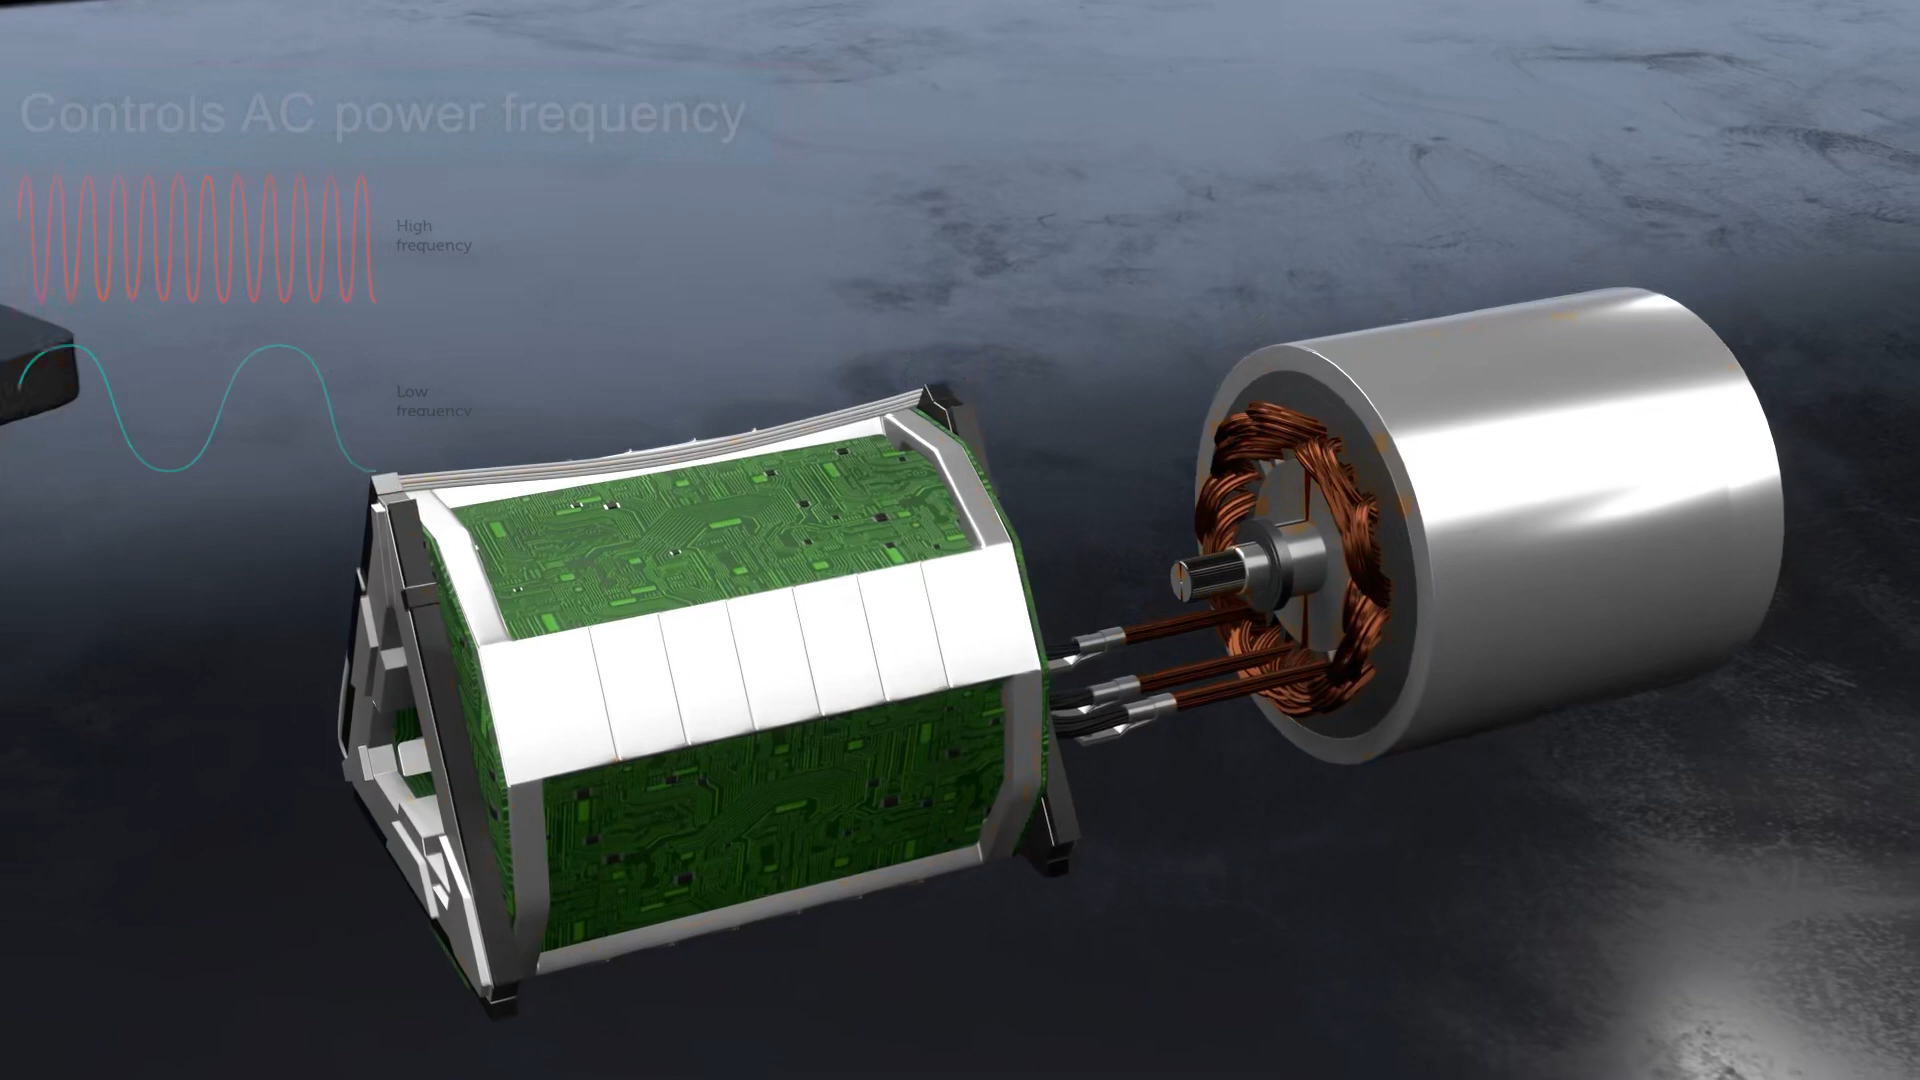 Controls AC power frequency
High
frequency
Low
frequency